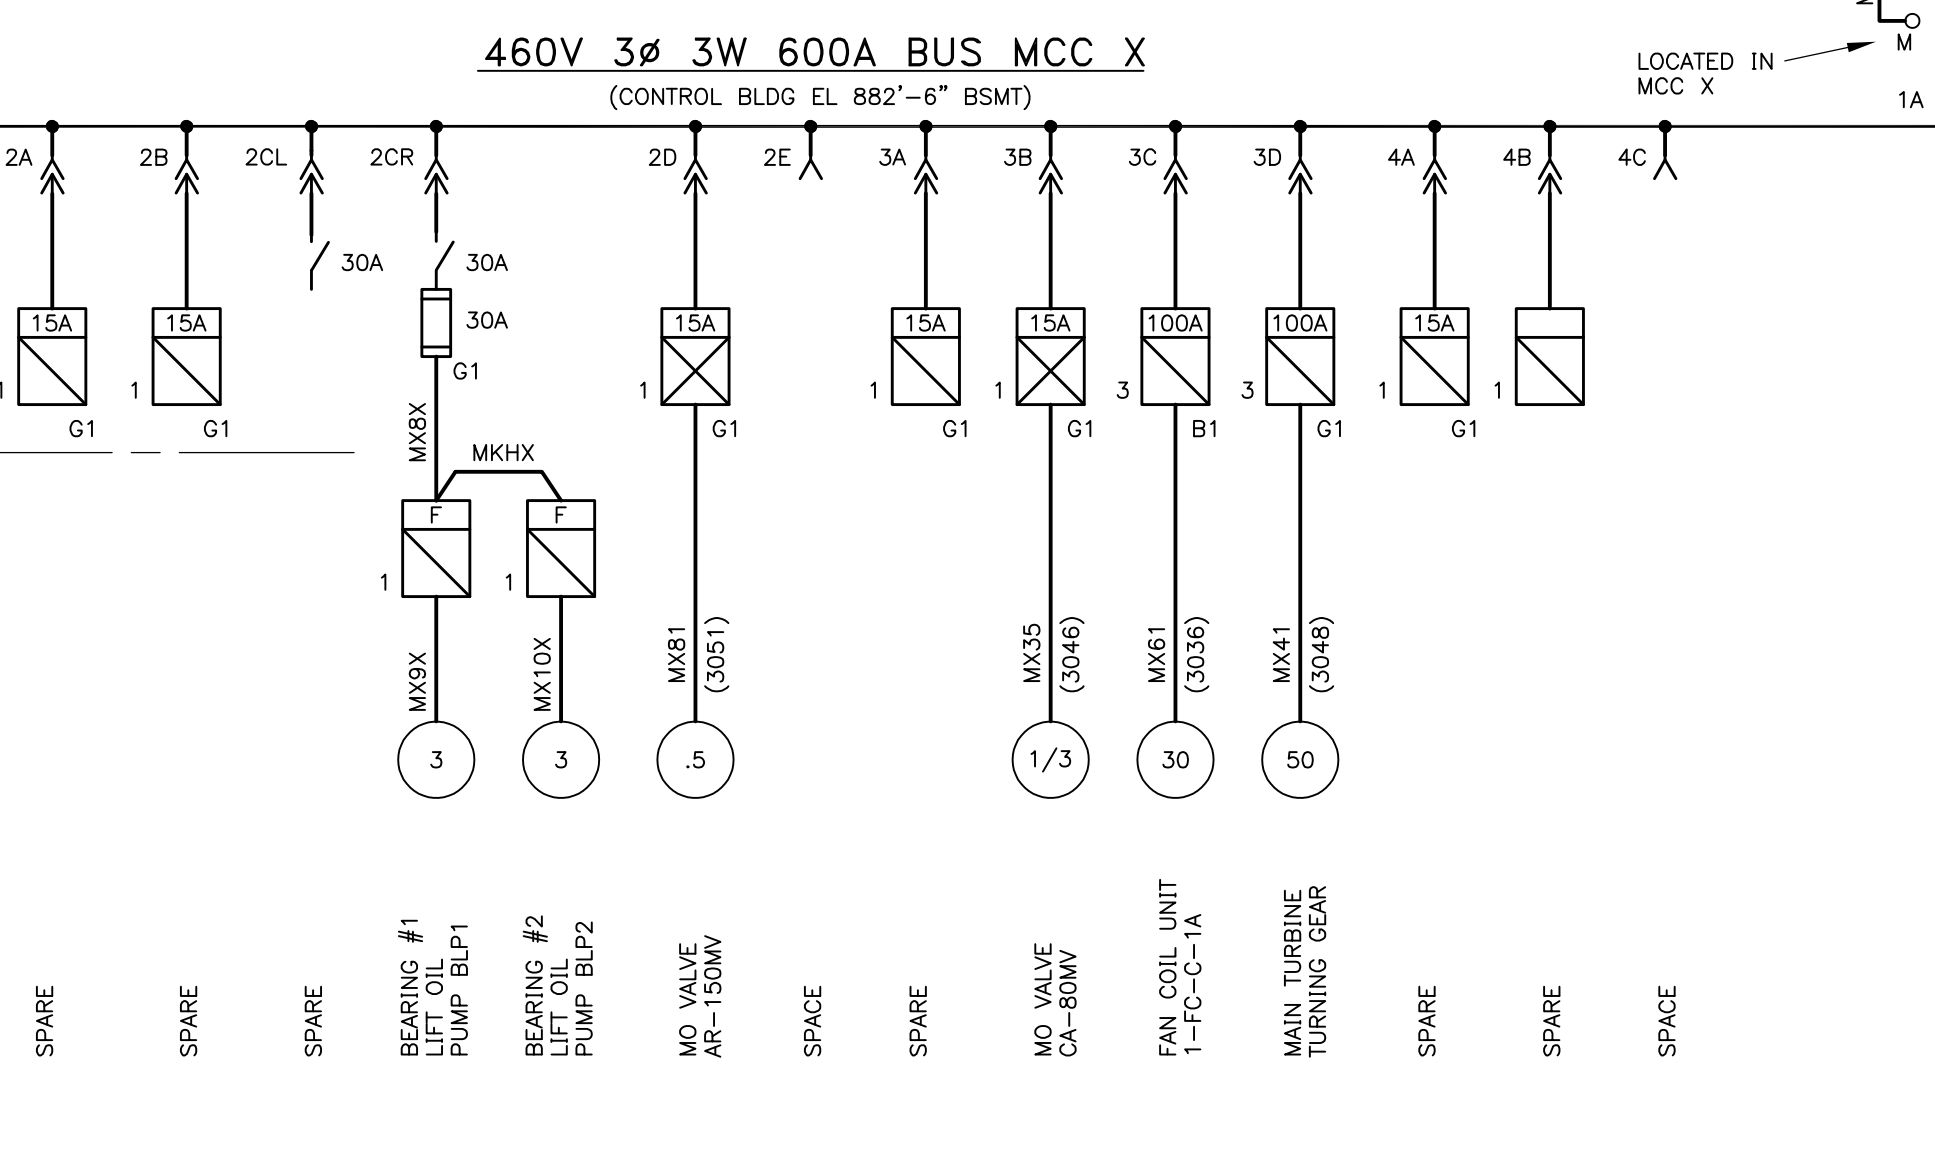 460V 3ø 3W 600A BUS MCC X
(CONTROL BLDG EL 882'-6" BSMT)
LOCATED IN
MCC X
M
1A
2A
2B
2CL
2CR
2D
2E
3A
3B
3C
3D
4A
4B
4C
30A
30A
15A
15A
30A
15A
15A
15A
100A
100A
15A
G1
1
1
1
1
3
3
1
1
G1
G1
G1
G1
G1
B1
G1
G1
MX8X
MKHX
F
F
1
1
MX9X
MX10X
MX81
(3051)
MX35
(3046)
MX61
(3036)
MX41
(3048)
3
3
.5
1/3
30
50
SPARE
SPARE
SPARE
BEARING #1
LIFT OIL
PUMP BLP1
BEARING #2
LIFT OIL
PUMP BLP2
MO VALVE
AR-150MV
SPACE
SPARE
MO VALVE
CA-80MV
FAN COIL UNIT
1-FC-C-1A
MAIN TURBINE
TURNING GEAR
SPARE
SPARE
SPACE